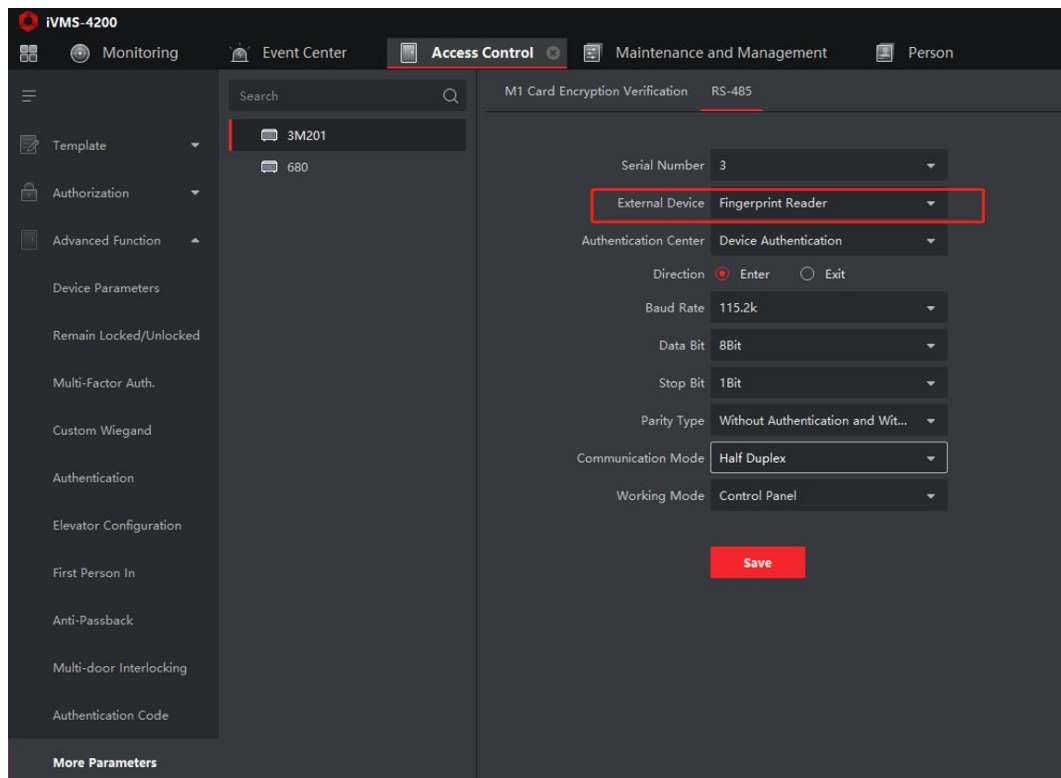 iVMS-4200
Monitoring
Event Center
Access Control
Maintenance and Management
Person
Template
Authorization
Advanced Function
Device Parameters
Remain Locked/Unlocked
Multi-Factor Auth.
Custom Wiegand
Authentication
Elevator Configuration
First Person In
Anti-Passback
Multi-door Interlocking
Authentication Code
More Parameters
Search
3M201
680
M1 Card Encryption Verification
RS-485
Serial Number 3
External Device Fingerprint Reader
Authentication Center Device Authentication
Direction Enter Exit
Baud Rate 115.2k
Data Bit 8Bit
Stop Bit 1Bit
Parity Type Without Authentication and Wit...
Communication Mode Half Duplex
Working Mode Control Panel
Save